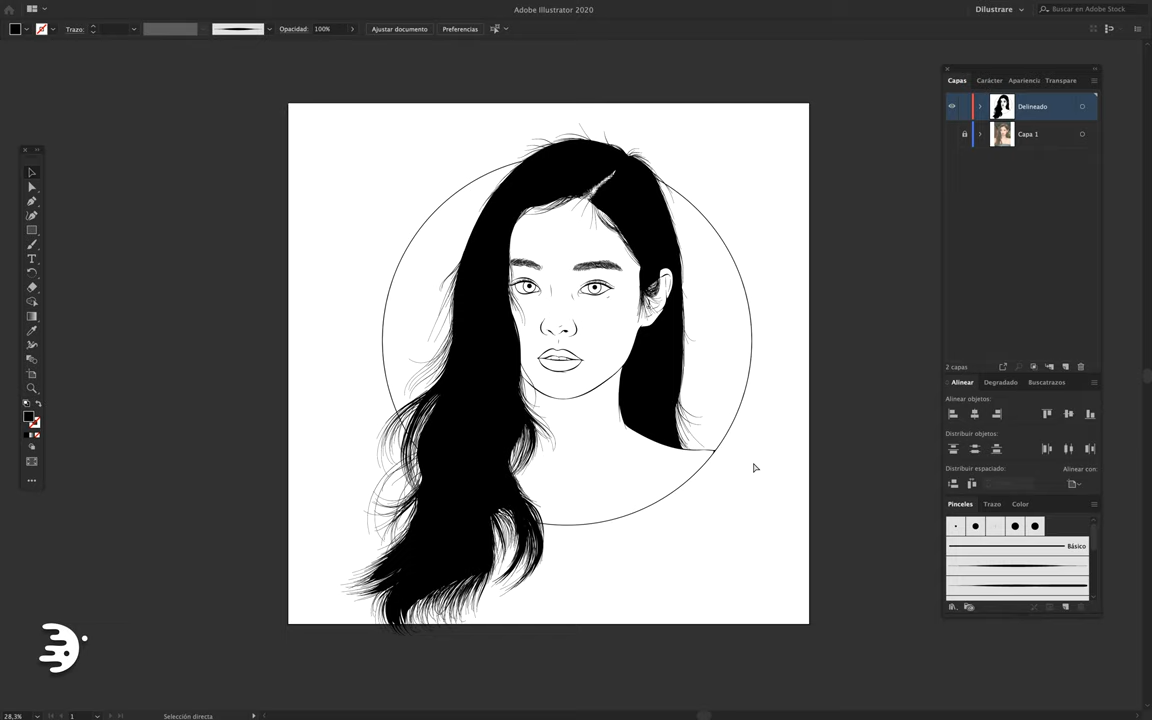 Adobe Illustrator 2020
Dilustrare
Buscar en Adobe Stock
Trazo:
Opacidad: 100%
Ajustar documento
Preferencias
Capas
Carácter
Aparienci
Transpare
Delineado
Capa 1
2 capas
Alinear
Degradado
Buscatrazos
Alinear objetos:
Distribuir objetos:
Distribuir espaciado:
Alinear con:
Pinceles
Trazo
Color
Básico
28,3%
1
Selección directa